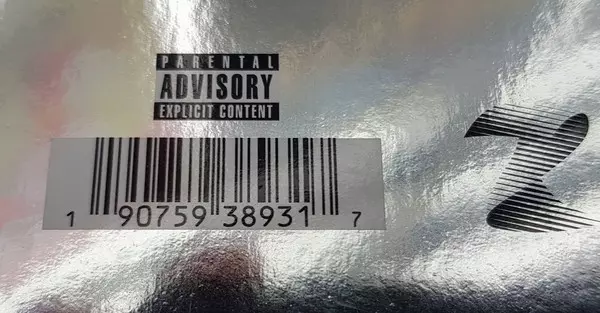 PARENTAL
ADVISORY
EXPLICIT CONTENT
1 90759 38931 7